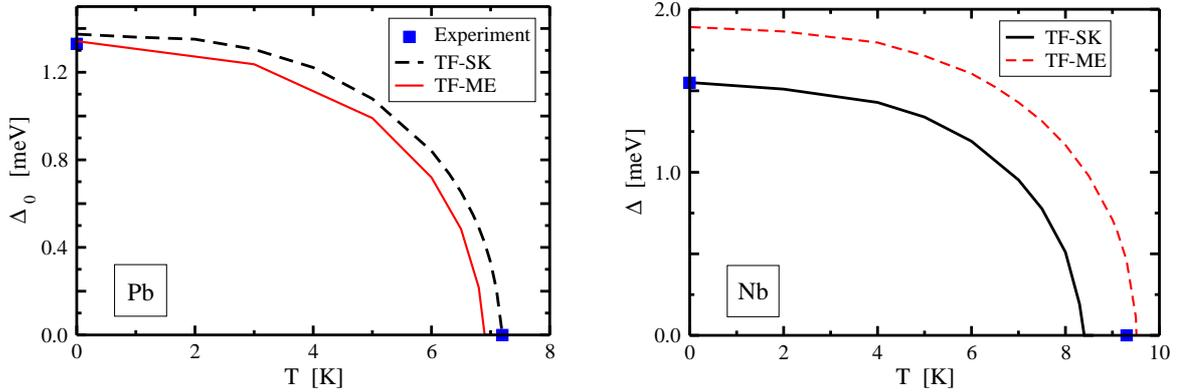 Experiment
TF-SK
TF-ME
1.2
0.8
0.4
0.0
Δ0 [meV]
Pb
0 2 4 6 8
T [K]
TF-SK
TF-ME
2.0
1.0
0.0
Δ [meV]
Nb
0 2 4 6 8 10
T [K]